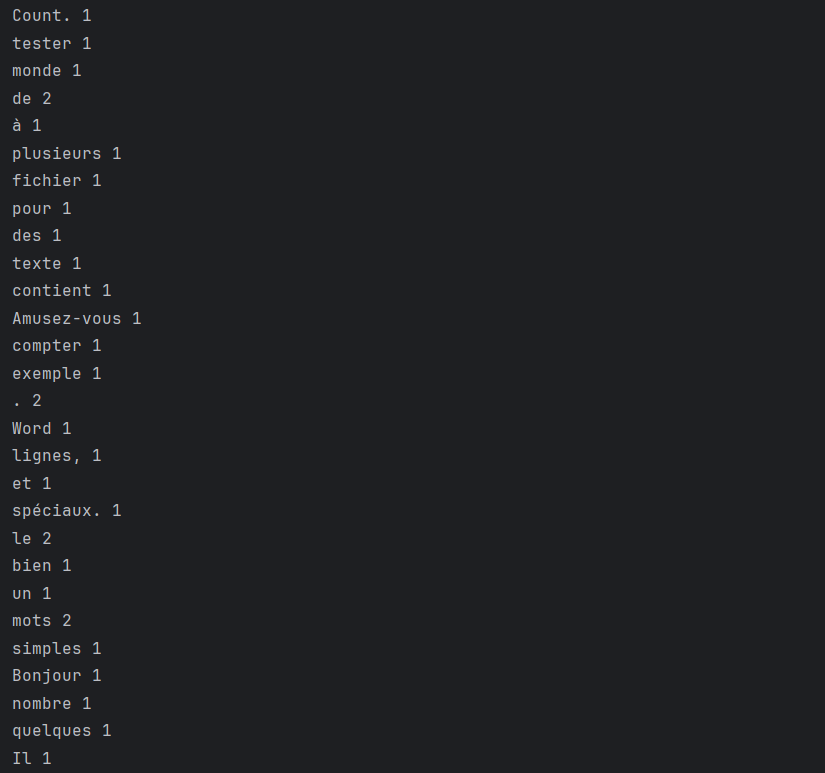 Count. 1
tester 1
monde 1
de 2
à 1
plusieurs 1
fichier 1
pour 1
des 1
texte 1
contient 1
Amusez-vous 1
compter 1
exemple 1
. 2
Word 1
lignes, 1
et 1
spéciaux. 1
le 2
bien 1
un 1
mots 2
simples 1
Bonjour 1
nombre 1
quelques 1
Il 1